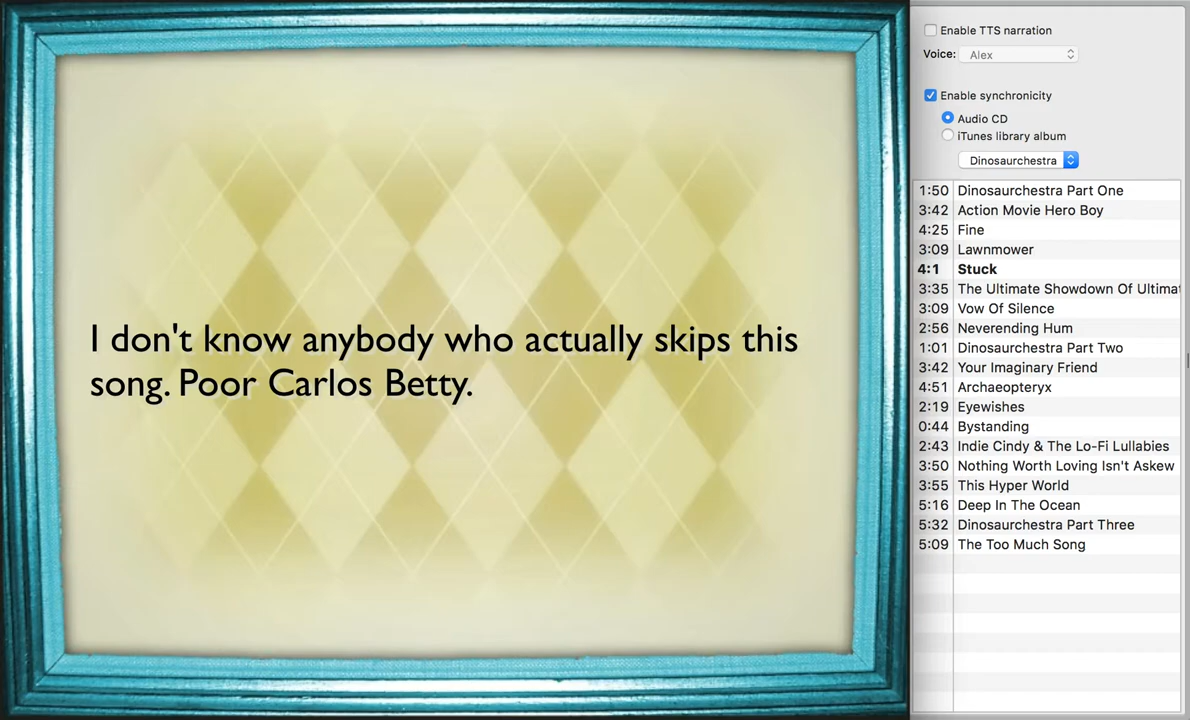 I don't know anybody who actually skips this
song. Poor Carlos Betty.
Enable TTS narration
Voice: Alex
Enable synchronicity
Audio CD
iTunes library album
Dinosaurchestra
1:50 Dinosaurchestra Part One
3:42 Action Movie Hero Boy
4:25 Fine
3:09 Lawnmower
4:1 Stuck
3:35 The Ultimate Showdown Of Ultimat
3:09 Vow Of Silence
2:56 Neverending Hum
1:01 Dinosaurchestra Part Two
3:42 Your Imaginary Friend
4:51 Archaeopteryx
2:19 Eyewishes
0:44 Bystanding
2:43 Indie Cindy & The Lo-Fi Lullabies
3:50 Nothing Worth Loving Isn't Askew
3:55 This Hyper World
5:16 Deep In The Ocean
5:32 Dinosaurchestra Part Three
5:09 The Too Much Song